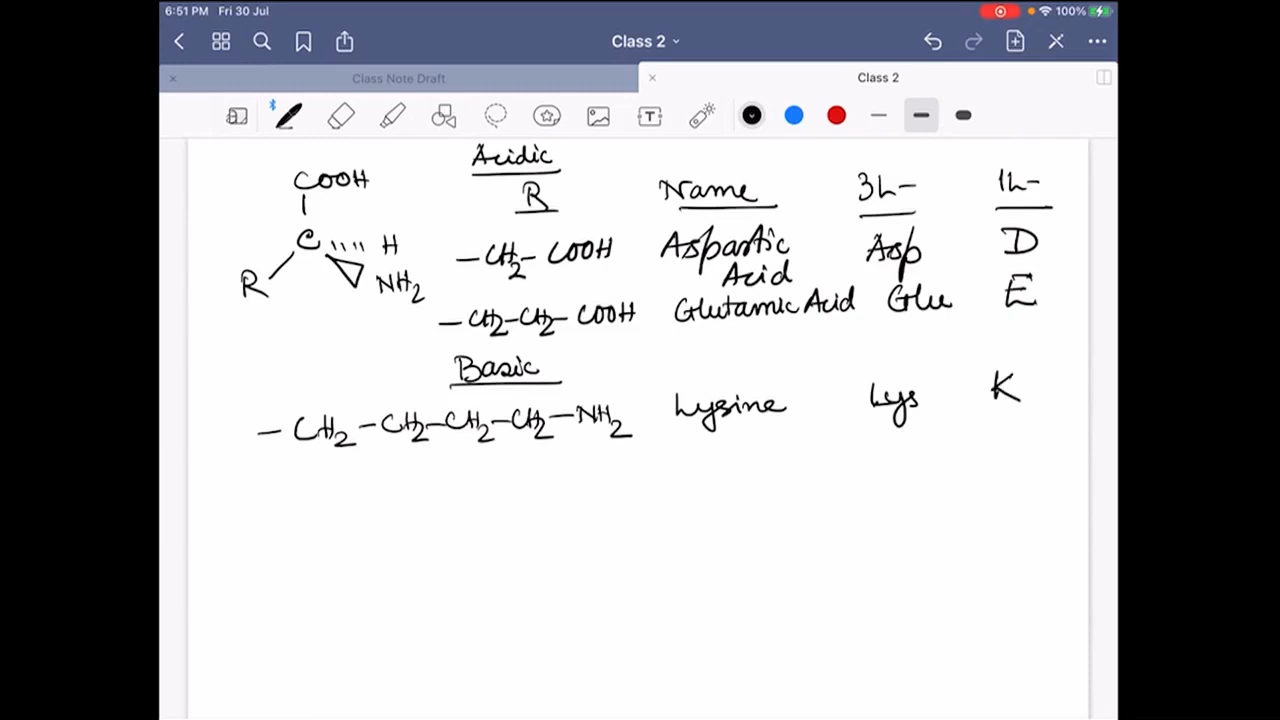 6:51 PM Fri 30 Jul
100%
Class 2
Class Note Draft
Class 2
T
Acidic
COOH
R Name 3L- 1L-
C H
R NH2
-CH2-COOH Aspartic Asp D
Acid
-CH2-CH2-COOH Glutamic Acid Glu E
Basic
-CH2-CH2-CH2-CH2-NH2 Lysine Lys K